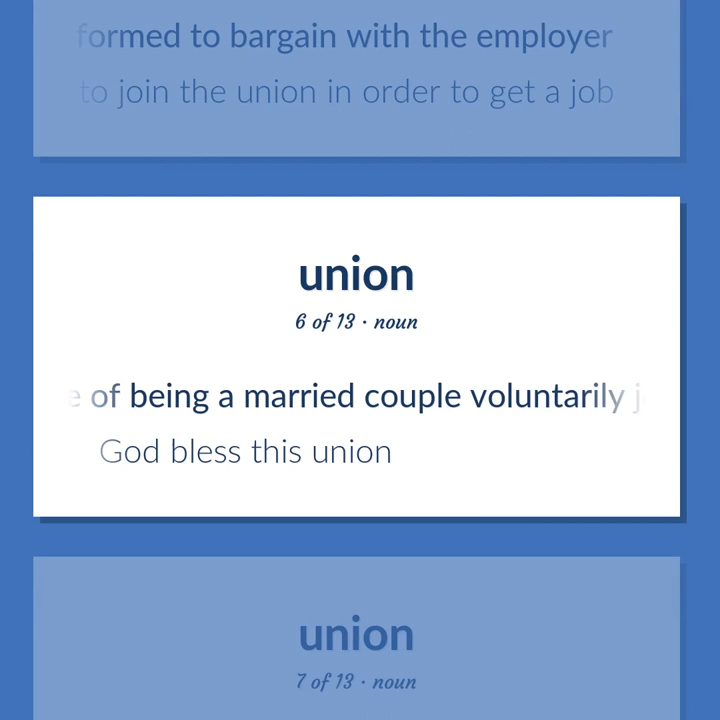 formed to bargain with the employer
to join the union in order to get a job
union
6 of 13 · noun
e of being a married couple voluntarily j
God bless this union
union
7 of 13 · noun